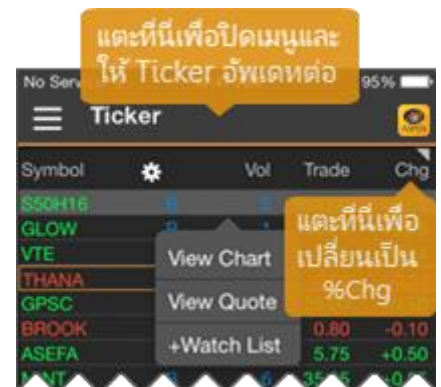 แตะที่นี่เพื่อปิดเมนูและ
ให้ Ticker อัพเดทต่อ
No Serv 95%
Ticker
Symbol Vol Trade Chg
S50H16 B
GLOW B 1
VTE
THANA
GPSC
BROOK 0.80 -0.10
ASEFA 5.75 +0.50
MINT B 6
แตะที่นี่เพื่อ
เปลี่ยนเป็น
%Chg
View Chart
View Quote
+Watch List